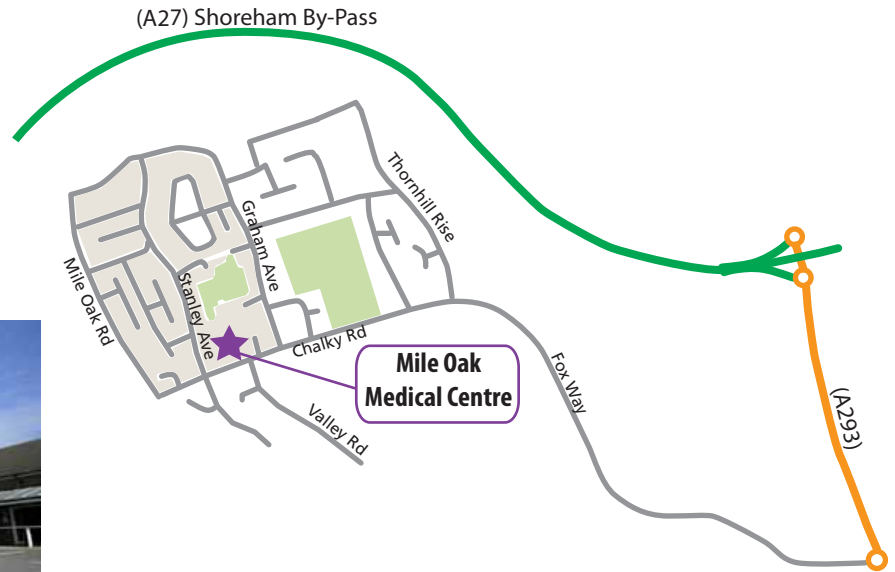 (A27) Shoreham By-Pass
Thornhill Rise
Graham Ave
Mile Oak Rd
Stanley Ave
Chalky Rd
Mile Oak
Medical Centre
Fox Way
(A293)
Valley Rd